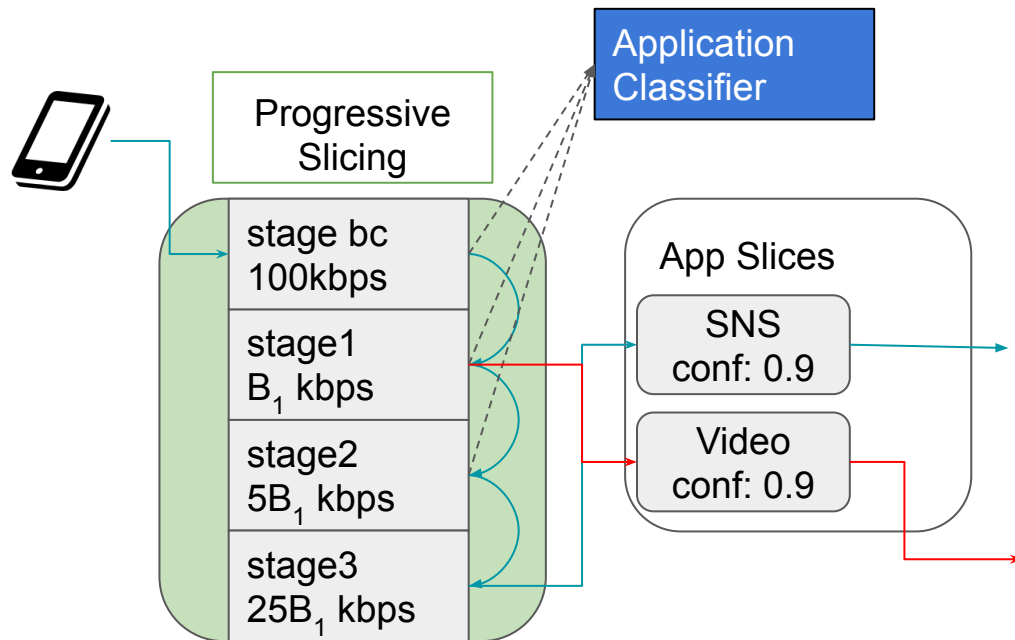 Application
Classifier
Progressive
Slicing
stage bc
100kbps
stage1
B₁ kbps
stage2
5B₁ kbps
stage3
25B₁ kbps
App Slices
SNS
conf: 0.9
Video
conf: 0.9